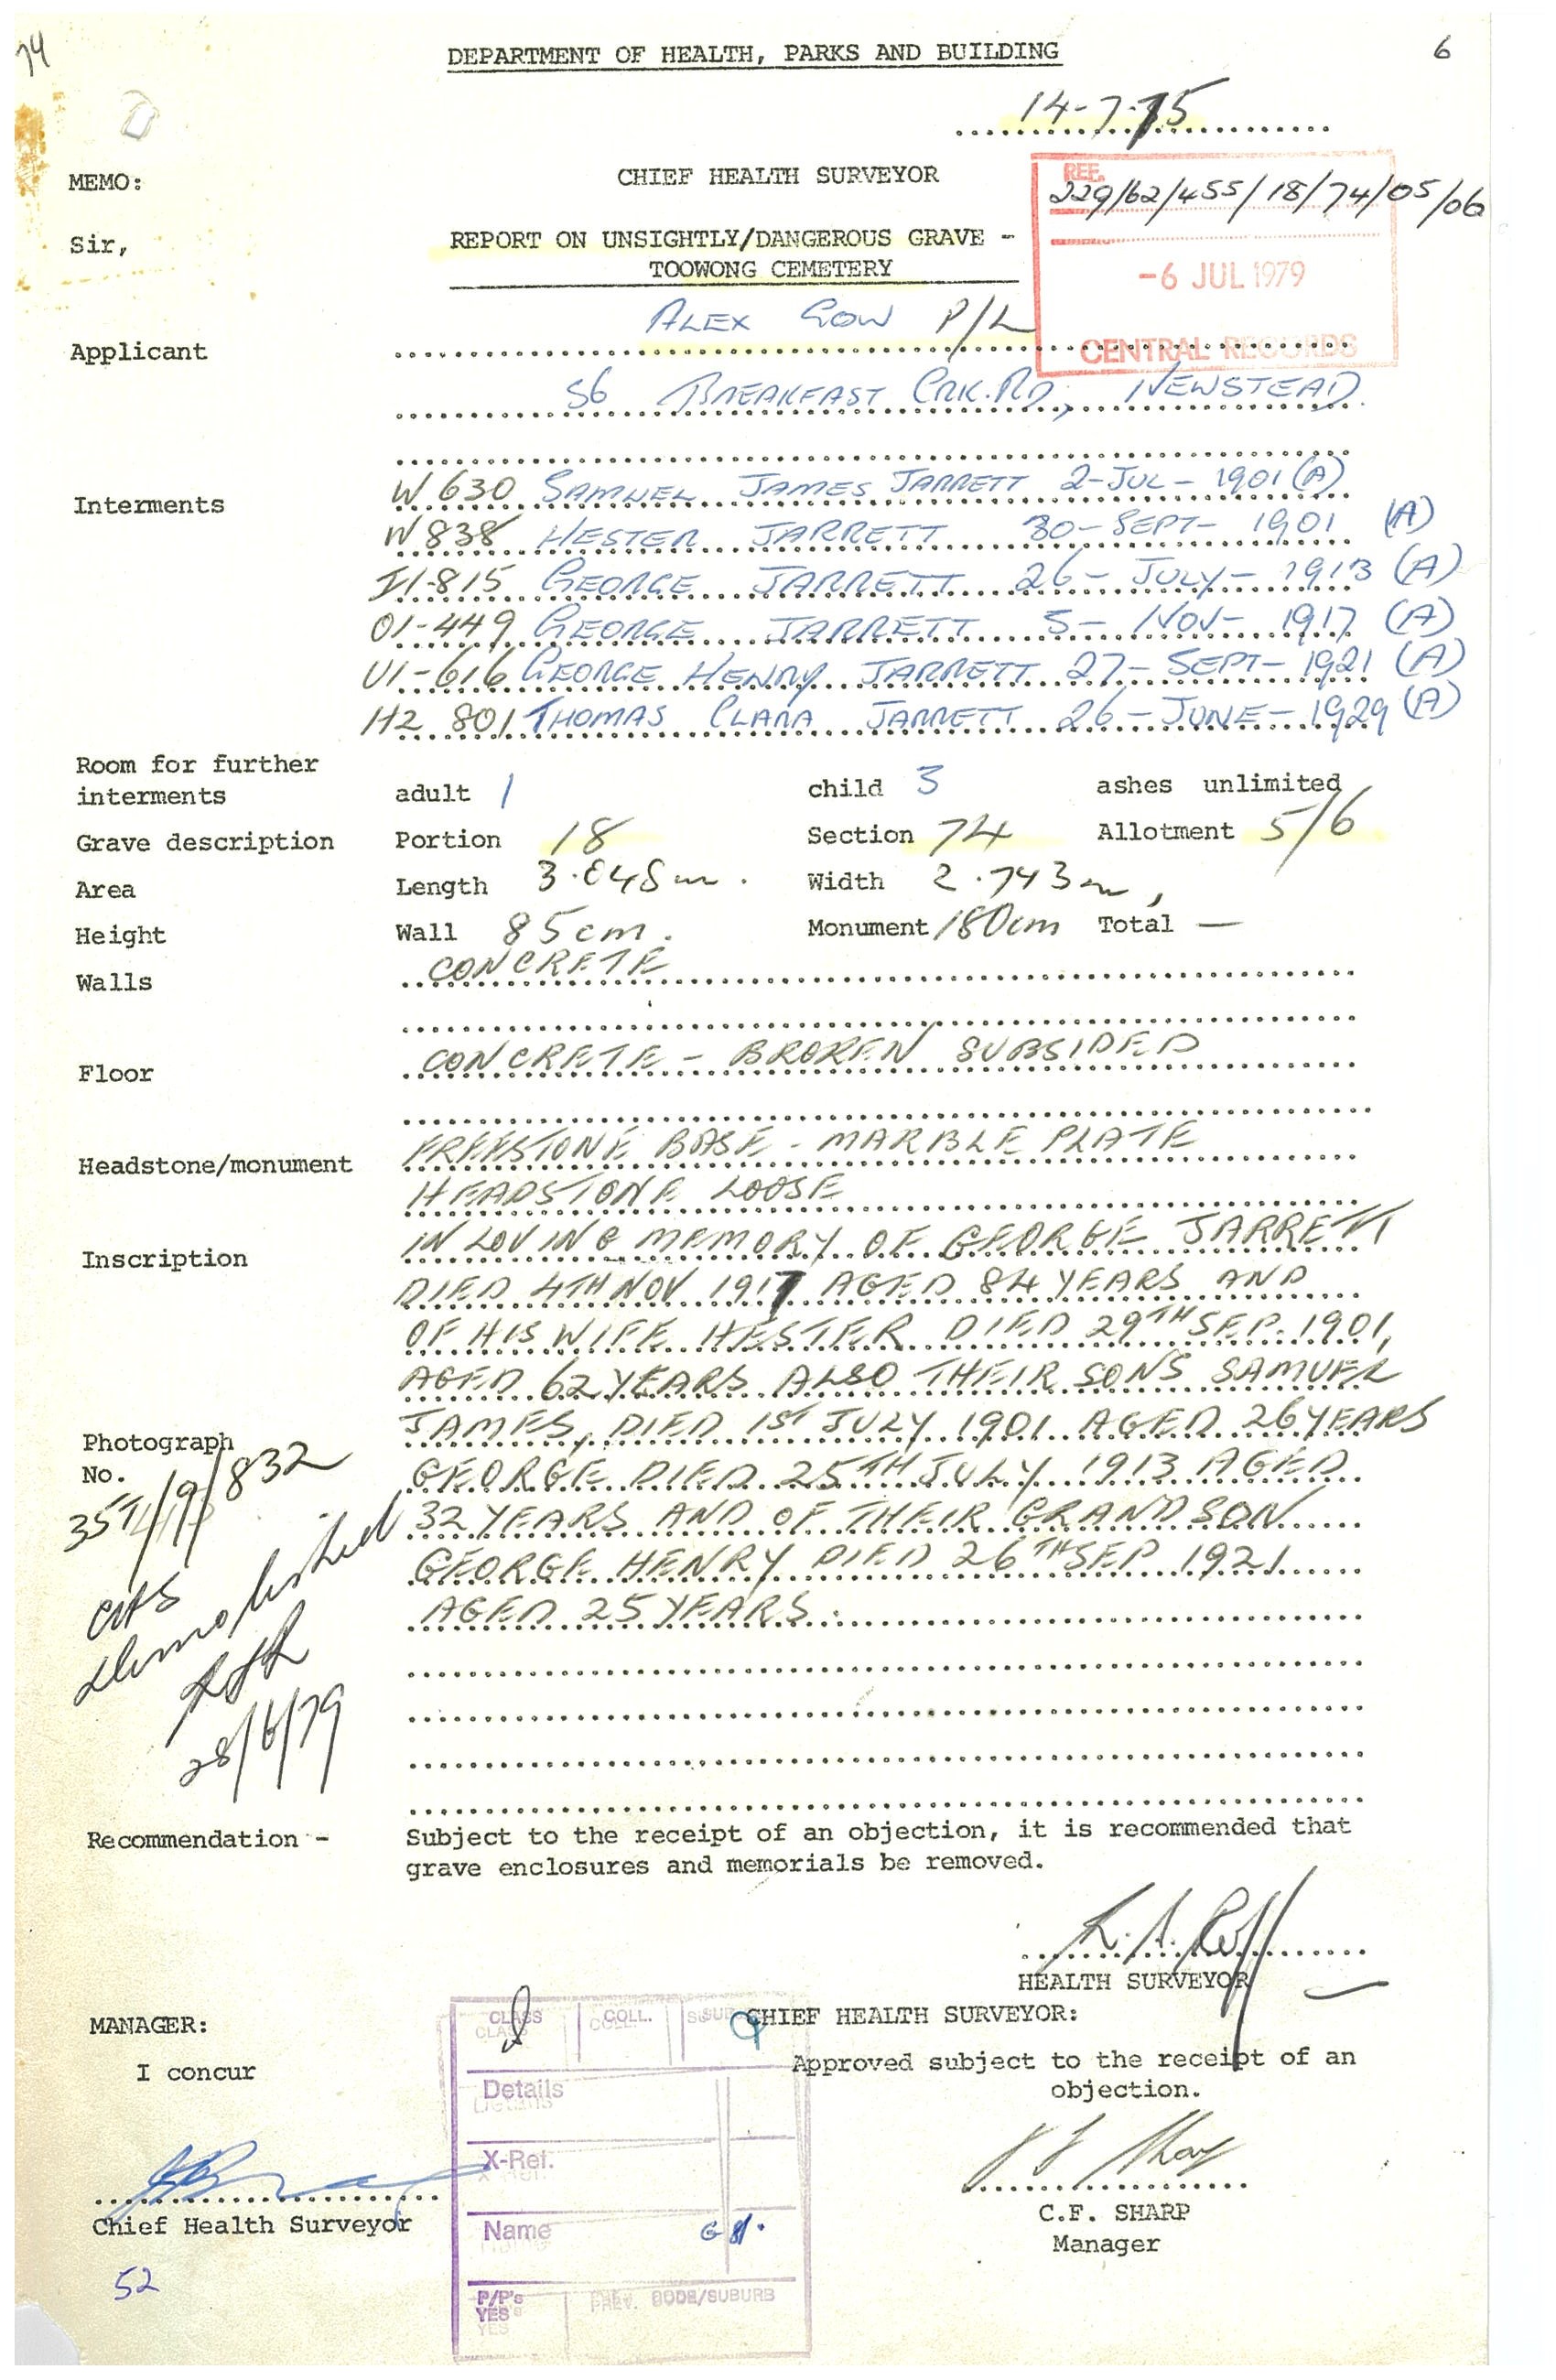 74
DEPARTMENT OF HEALTH, PARKS AND BUILDING
6
14-7-75
MEMO:
CHIEF HEALTH SURVEYOR
REF.
229/62/455/18/74/05/06
Sir,
REPORT ON UNSIGHTLY/DANGEROUS GRAVE -
TOOWONG CEMETERY
-6 JUL 1979
CENTRAL RECORDS
Applicant
ALEX GOW P/L
56 BREAKFAST CRK. RD, NEWSTEAD.
Interments
W 630 SAMUEL JAMES JARRETT 2-JUL-1901 (A)
W 838 HESTER JARRETT 30-SEPT-1901 (A)
I1-815 GEORGE JARRETT 26-JULY-1913 (A)
O1-449 GEORGE JARRETT 5-NOV-1917 (A)
U1-616 GEORGE HENRY JARRETT 27-SEPT-1921 (A)
H2 801 THOMAS CLARA JARRETT 26-JUNE-1929 (A)
Room for further
interments adult 1 child 3 ashes unlimited
Grave description Portion 18 Section 74 Allotment 5/6
Area Length 3.048m. Width 2.743m,
Height Wall 85cm. Monument 180cm Total —
Walls CONCRETE
Floor CONCRETE - BROKEN SUBSIDED
Headstone/monument FREESTONE BASE - MARBLE PLATE
HEADSTONE LOOSE
Inscription IN LOVING MEMORY OF GEORGE JARRETT
DIED 4TH NOV 1917 AGED 84 YEARS AND
OF HIS WIFE HESTER DIED 29TH SEP. 1901,
AGED 62 YEARS ALSO THEIR SONS SAMUEL
JAMES, DIED 1ST JULY 1901 AGED 26 YEARS
GEORGE DIED 25TH JULY 1913 AGED
32 YEARS AND OF THEIR GRANDSON
GEORGE HENRY DIED 26TH SEP 1921
AGED 25 YEARS.
Photograph
No.
35T/19/832
demolished
28/6/79
Recommendation - Subject to the receipt of an objection, it is recommended that
grave enclosures and memorials be removed.
HEALTH SURVEYOR
MANAGER:
I concur
CHIEF HEALTH SURVEYOR:
Approved subject to the receipt of an
objection.
Chief Health Surveyor
C.F. SHARP
Manager
52
CLASS COLL. SUB
Details
X-Ref.
Name
P/P's
YES
PREV. CODE/SUBURB